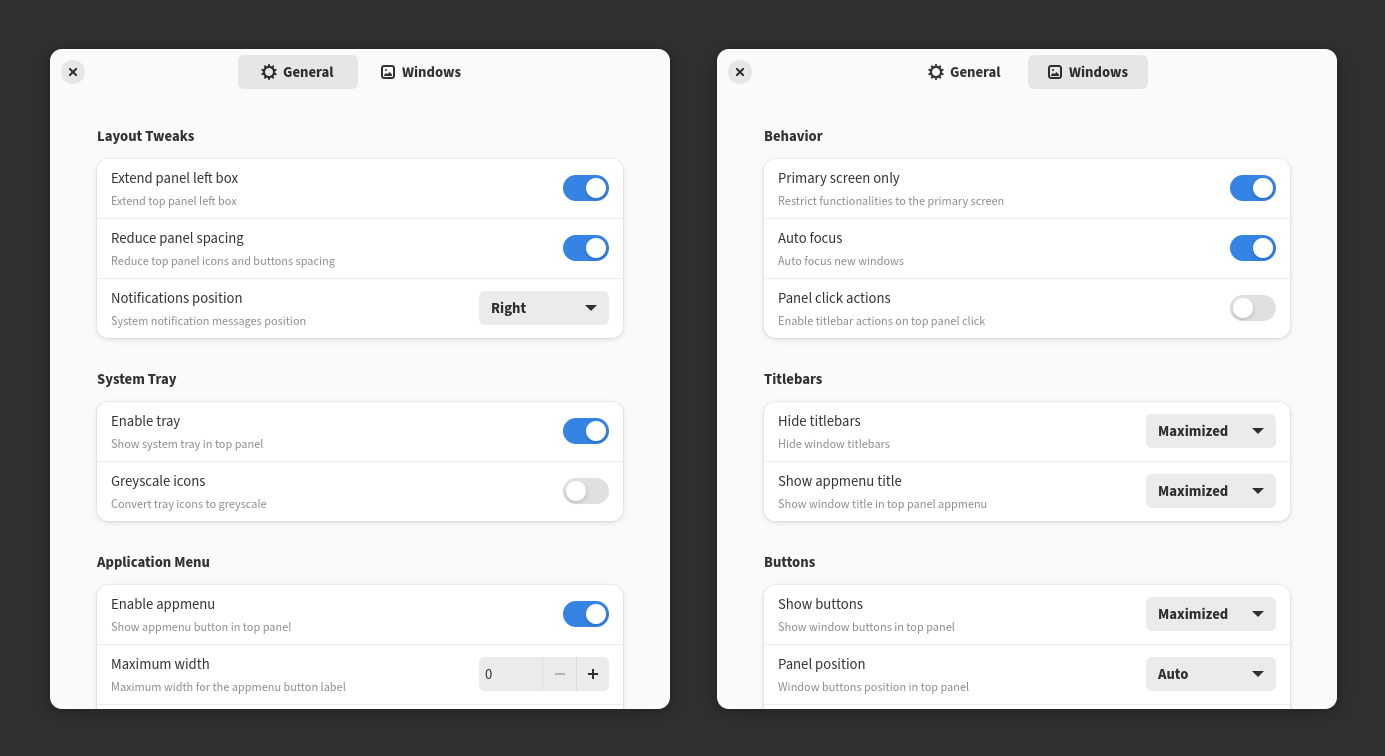 General
Windows
Layout Tweaks
Extend panel left box
Extend top panel left box
Reduce panel spacing
Reduce top panel icons and buttons spacing
Notifications position
System notification messages position
Right
System Tray
Enable tray
Show system tray in top panel
Greyscale icons
Convert tray icons to greyscale
Application Menu
Enable appmenu
Show appmenu button in top panel
Maximum width
Maximum width for the appmenu button label
0
General
Windows
Behavior
Primary screen only
Restrict functionalities to the primary screen
Auto focus
Auto focus new windows
Panel click actions
Enable titlebar actions on top panel click
Titlebars
Hide titlebars
Hide window titlebars
Maximized
Show appmenu title
Show window title in top panel appmenu
Maximized
Buttons
Show buttons
Show window buttons in top panel
Maximized
Panel position
Window buttons position in top panel
Auto